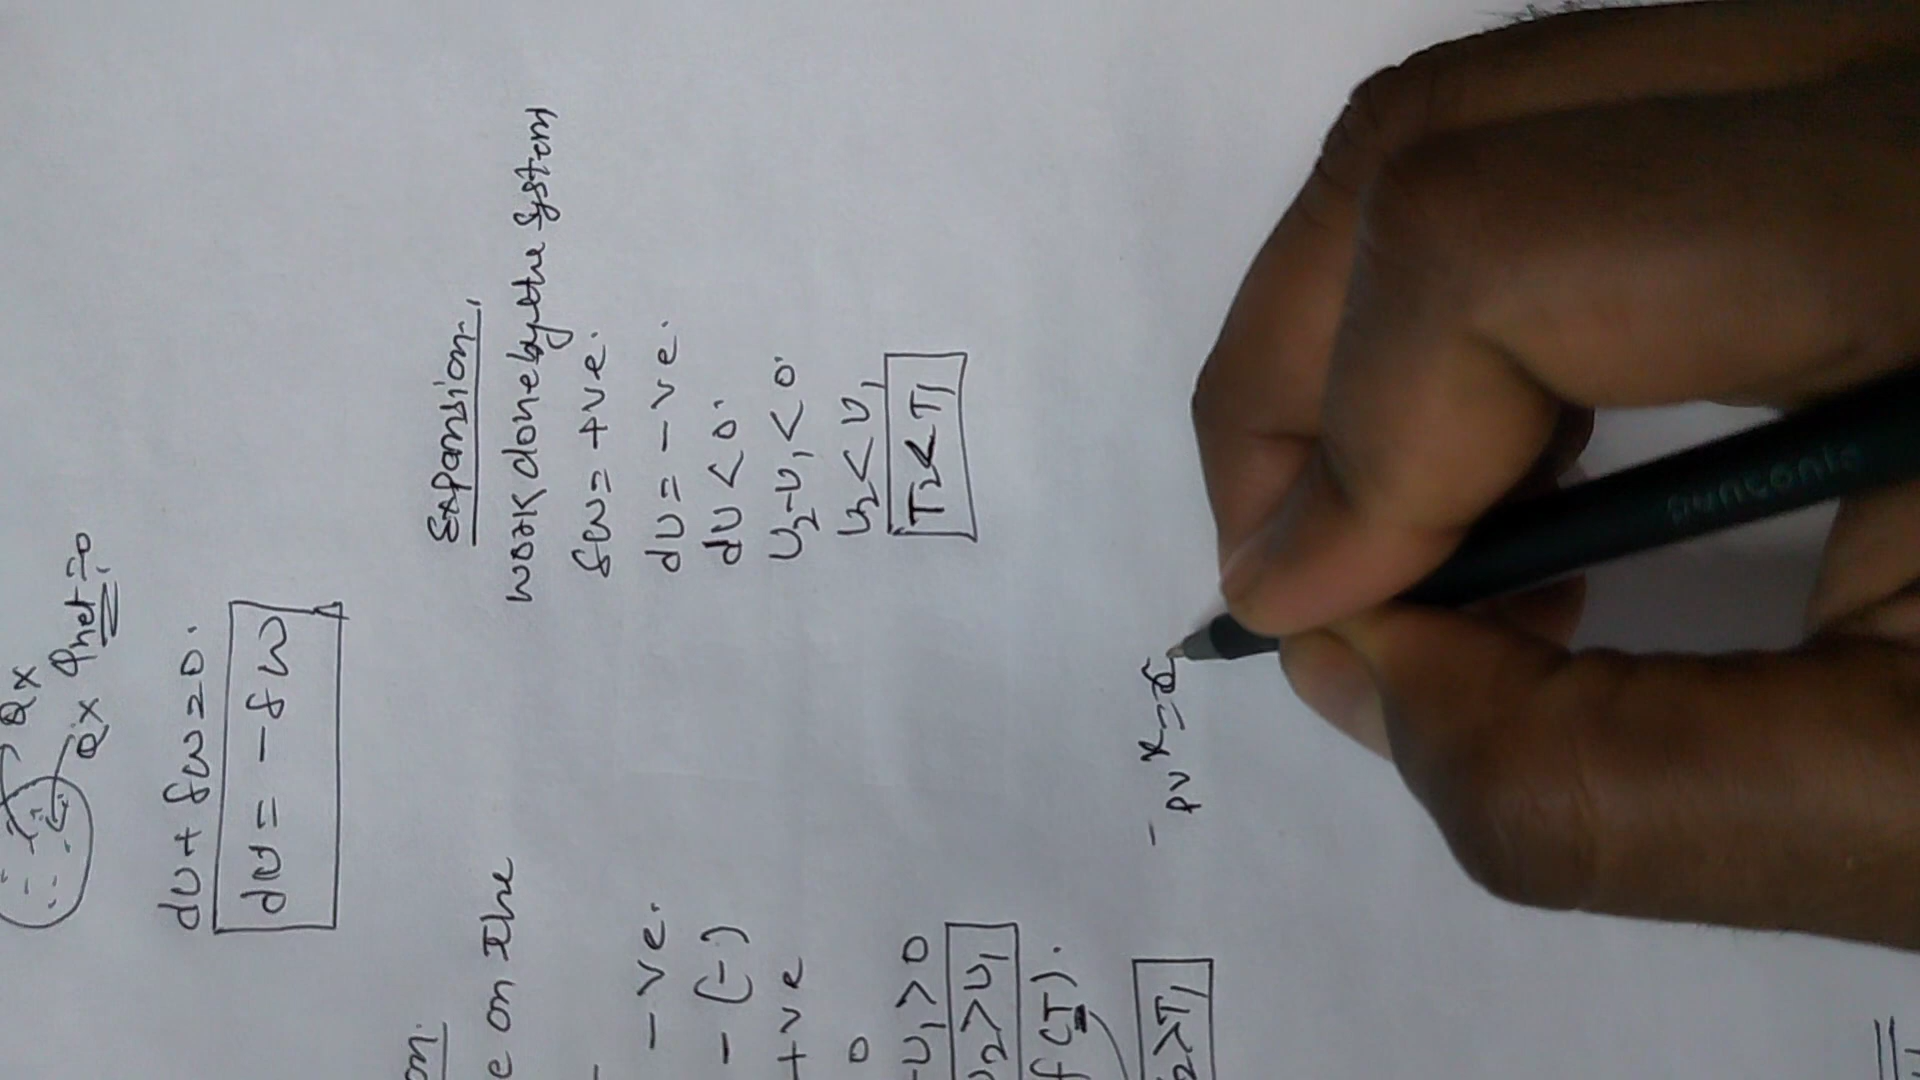 Qx
Qx Qnet=0
dU + δW=0.
dU = -δW
Expansion.
work done by the system
δW= +ve.
dU = -ve.
dU < 0.
U2-U1 < 0.
U2 < U1
T2 < T1
e on the
-ve.
-(-)
+ve
0
-U1>0
U2>U1
f(T).
2>T1